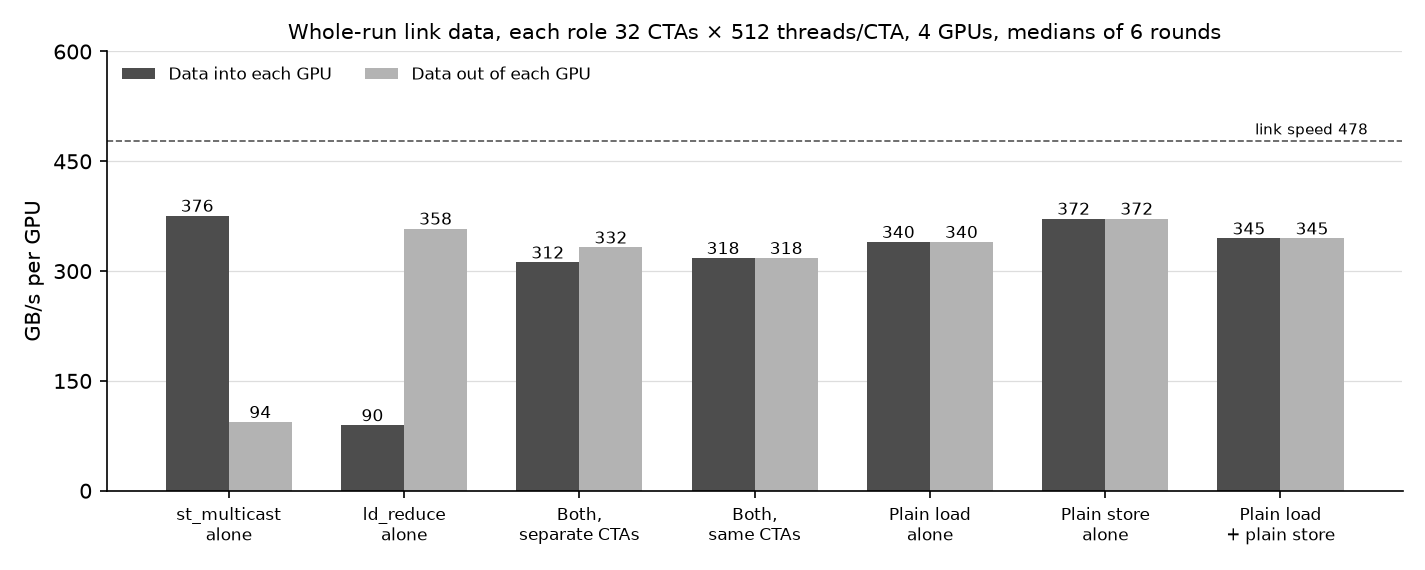 Whole-run link data, each role 32 CTAs × 512 threads/CTA, 4 GPUs, medians of 6 rounds
Data into each GPU
Data out of each GPU
GB/s per GPU
600
450
300
150
0
link speed 478
376
94
90
358
312
332
318
318
340
340
372
372
345
345
st_multicast
alone
ld_reduce
alone
Both,
separate CTAs
Both,
same CTAs
Plain load
alone
Plain store
alone
Plain load
+ plain store